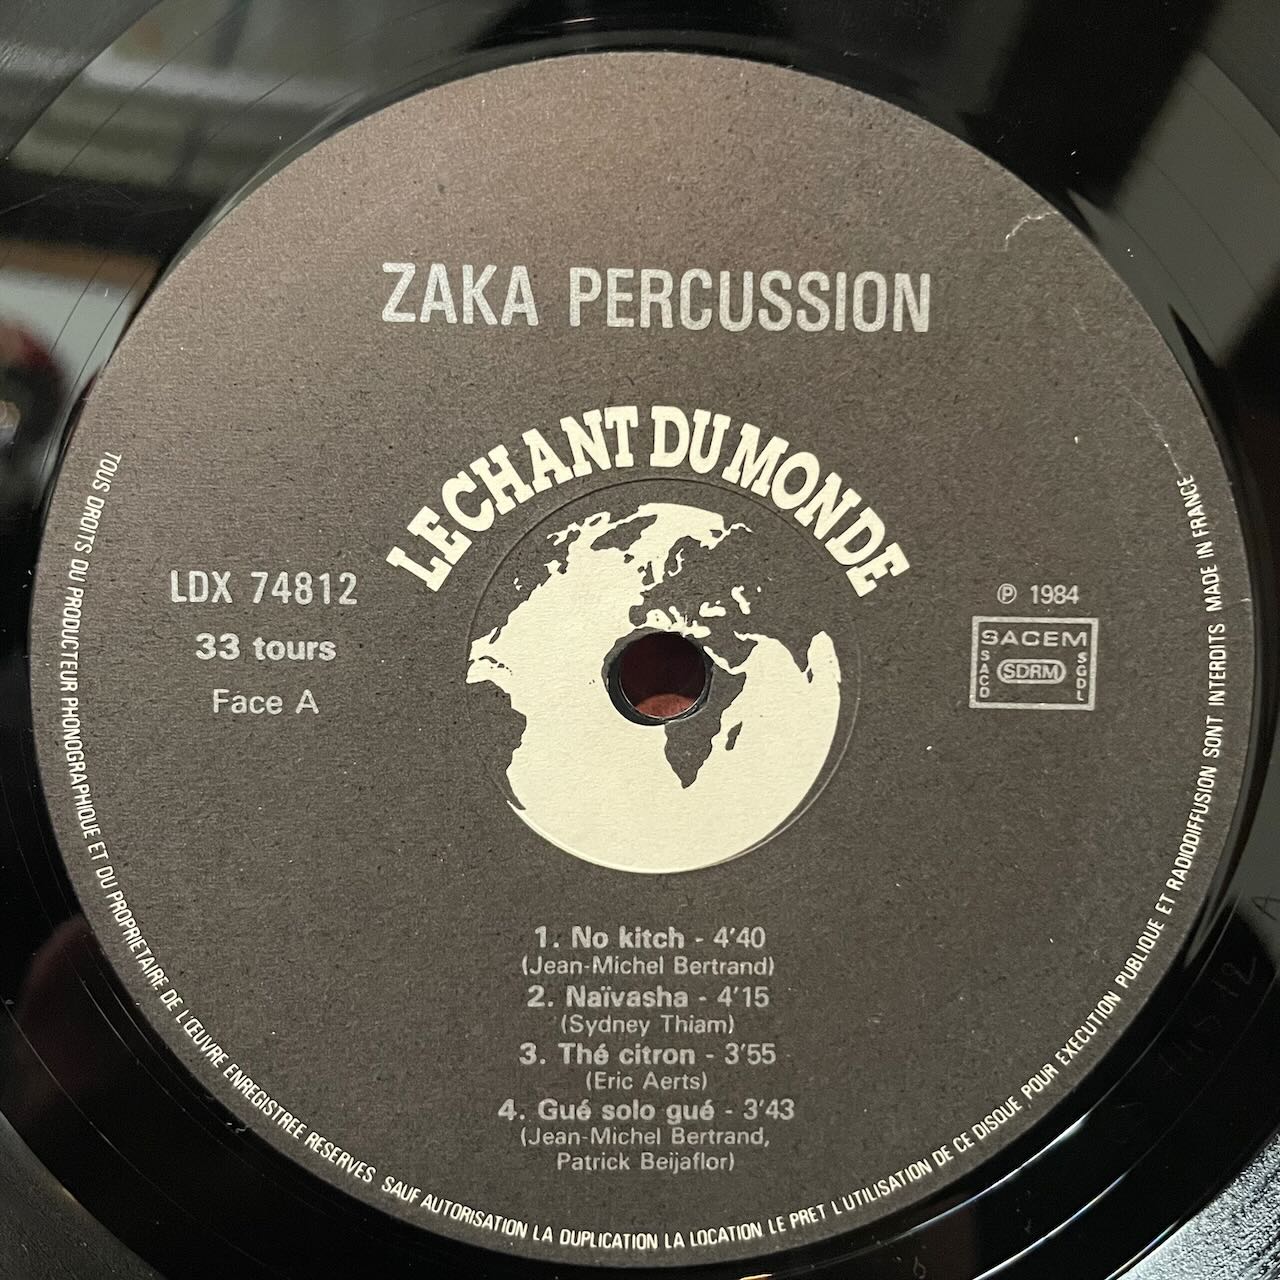 ZAKA PERCUSSION
LE CHANT DU MONDE
LDX 74812
33 tours
Face A
℗ 1984
SACEM
SACD
SDRM
SGDL
1. No kitch - 4'40
(Jean-Michel Bertrand)
2. Naïvasha - 4'15
(Sydney Thiam)
3. Thé citron - 3'55
(Eric Aerts)
4. Gué solo gué - 3'43
(Jean-Michel Bertrand,
Patrick Beijaflor)
TOUS DROITS DU PRODUCTEUR PHONOGRAPHIQUE ET DU PROPRIETAIRE DE L'ŒUVRE ENREGISTREE RESERVES SAUF AUTORISATION LA DUPLICATION LA LOCATION LE PRET L'UTILISATION DE CE DISQUE POUR EXECUTION PUBLIQUE ET RADIODIFFUSION SONT INTERDITS MADE IN FRANCE